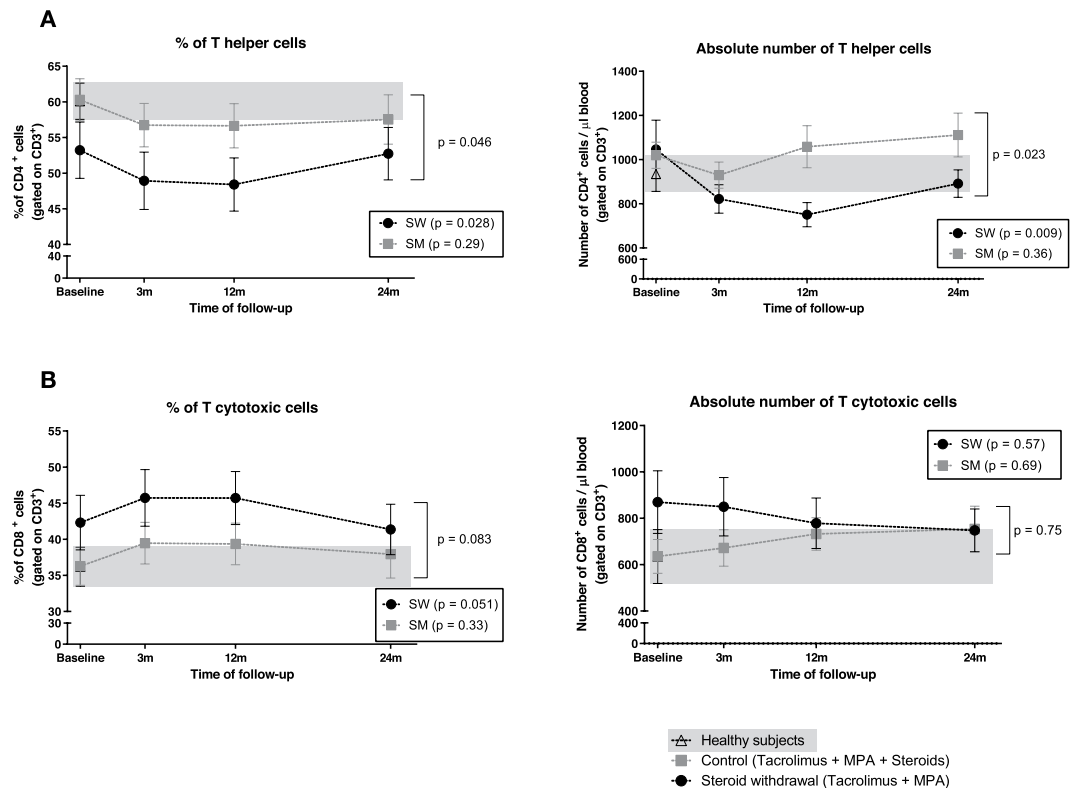 A
% of T helper cells
%of CD4 + cells
(gated on CD3+)
65
60
55
50
45
40
40
0
p = 0.046
SW (p = 0.028)
SM (p = 0.29)
Baseline 3m 12m 24m
Time of follow-up
Absolute number of T helper cells
Number of CD4+ cells / µl blood
(gated on CD3+)
1400
1200
1000
800
600
600
0
p = 0.023
SW (p = 0.009)
SM (p = 0.36)
Baseline 3m 12m 24m
Time of follow-up
B
% of T cytotoxic cells
%of CD8 + cells
(gated on CD3+)
55
50
45
40
35
30
30
0
p = 0.083
SW (p = 0.051)
SM (p = 0.33)
Baseline 3m 12m 24m
Time of follow-up
Absolute number of T cytotoxic cells
Number of CD8+ cells / µl blood
(gated on CD3+)
1200
1000
800
600
400
400
0
SW (p = 0.57)
SM (p = 0.69)
p = 0.75
Baseline 3m 12m 24m
Time of follow-up
Healthy subjects
Control (Tacrolimus + MPA + Steroids)
Steroid withdrawal (Tacrolimus + MPA)